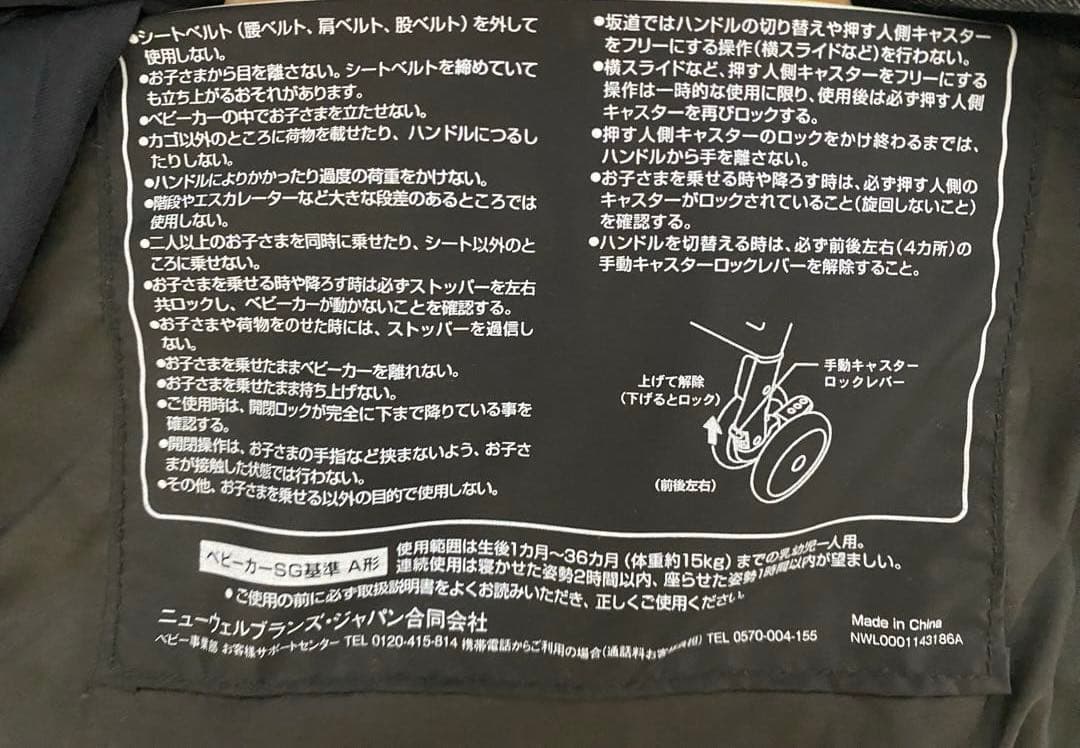 ●シートベルト（腰ベルト、肩ベルト、股ベルト）を外して
使用しない。
●お子さまから目を離さない。シートベルトを締めていて
も立ち上がるおそれがあります。
●ベビーカーの中でお子さまを立たせない。
●カゴ以外のところに荷物を載せたり、ハンドルにつるし
たりしない。
●ハンドルによりかかったり過度の荷重をかけない。
●階段やエスカレーターなど大きな段差のあるところでは
使用しない。
●二人以上のお子さまを同時に乗せたり、シート以外のと
ころに乗せない。
●お子さまを乗せる時や降ろす時は必ずストッパーを左右
共ロックし、ベビーカーが動かないことを確認する。
●お子さまや荷物をのせた時には、ストッパーを過信し
ない。
●お子さまを乗せたままベビーカーを離れない。
●お子さまを乗せたまま持ち上げない。
●ご使用時は、開閉ロックが完全に下まで降りている事を
確認する。
●開閉操作は、お子さまの手指など挟まないよう、お子さ
まが接触した状態では行わない。
●その他、お子さまを乗せる以外の目的で使用しない。
●坂道ではハンドルの切り替えや押す人側キャスター
をフリーにする操作（横スライドなど）を行わない。
●横スライドなど、押す人側キャスターをフリーにする
操作は一時的な使用に限り、使用後は必ず押す人側
キャスターを再びロックする。
●押す人側キャスターのロックをかけ終わるまでは、
ハンドルから手を離さない。
●お子さまを乗せる時や降ろす時は、必ず押す人側の
キャスターがロックされていること（旋回しないこと）
を確認する。
●ハンドルを切替える時は、必ず前後左右（4カ所）の
手動キャスターロックレバーを解除すること。
手動キャスター
ロックレバー
上げて解除
（下げるとロック）
（前後左右）
ベビーカーSG基準 A形
使用範囲は生後1カ月～36カ月（体重約15kg）までの乳幼児一人用。
連続使用は寝かせた姿勢2時間以内、座らせた姿勢1時間以内が望ましい。
●ご使用の前に必ず取扱説明書をよくお読みいただき、正しくご使用ください
ニューウェルブランズ・ジャパン合同会社
ベビー事業部 お客様サポートセンター TEL 0120-415-814 携帯電話からご利用の場合（通話料お客様負担） TEL 0570-004-155
Made in China
NWL0001143186A